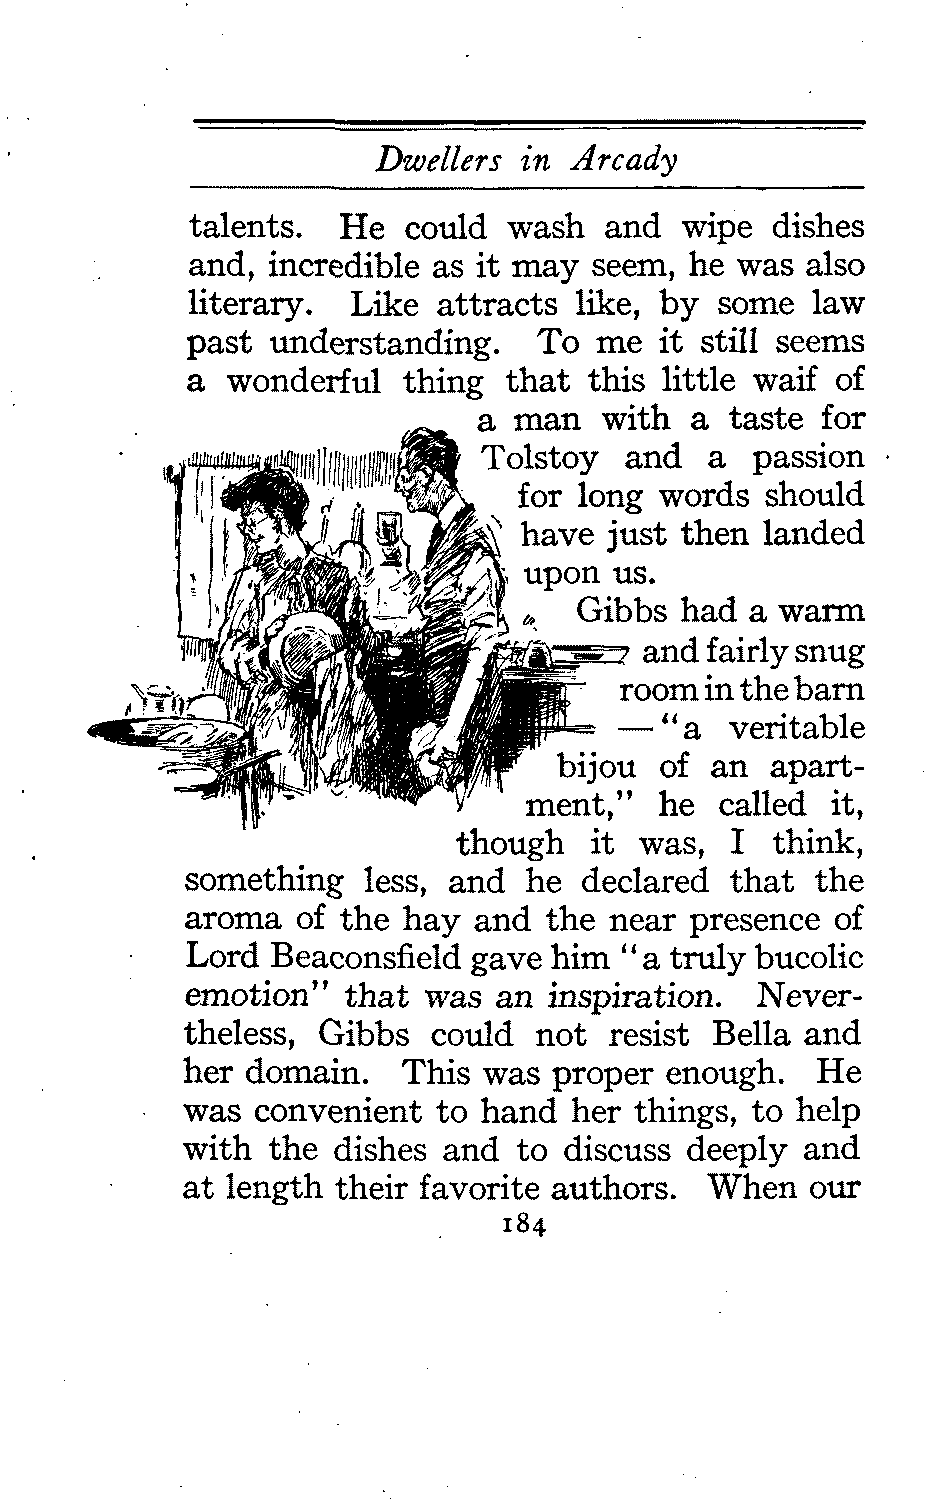 Dwellers in Arcady
talents. He could wash and wipe dishes
and, incredible as it may seem, he was also
literary. Like attracts like, by some law
past understanding. To me it still seems
a wonderful thing that this little waif of
a man with a taste for
Tolstoy and a passion
for long words should
have just then landed
upon us.
Gibbs had a warm
and fairly snug
room in the barn
—"a veritable
bijou of an apart-
ment," he called it,
though it was, I think,
something less, and he declared that the
aroma of the hay and the near presence of
Lord Beaconsfield gave him "a truly bucolic
emotion" that was an inspiration. Never-
theless, Gibbs could not resist Bella and
her domain. This was proper enough. He
was convenient to hand her things, to help
with the dishes and to discuss deeply and
at length their favorite authors. When our
184